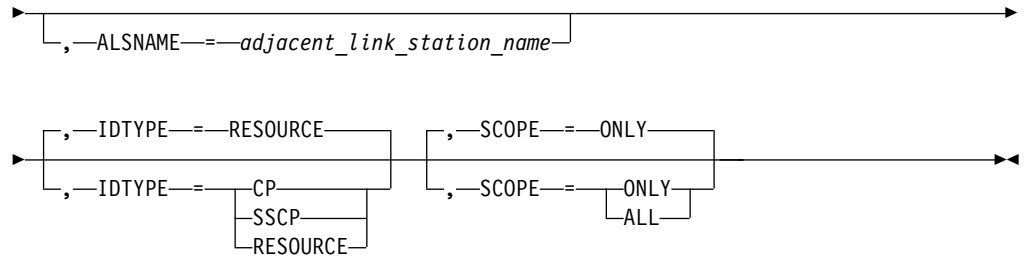 , ALSNAME = adjacent_link_station_name
, IDTYPE = RESOURCE , SCOPE = ONLY
, IDTYPE = CP , SCOPE = ONLY
SSCP ALL
RESOURCE